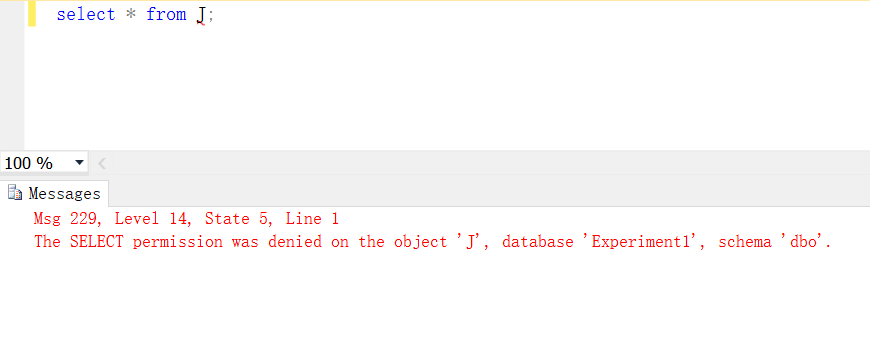 select * from J;
100 %
Messages
Msg 229, Level 14, State 5, Line 1
The SELECT permission was denied on the object 'J', database 'Experiment1', schema 'dbo'.